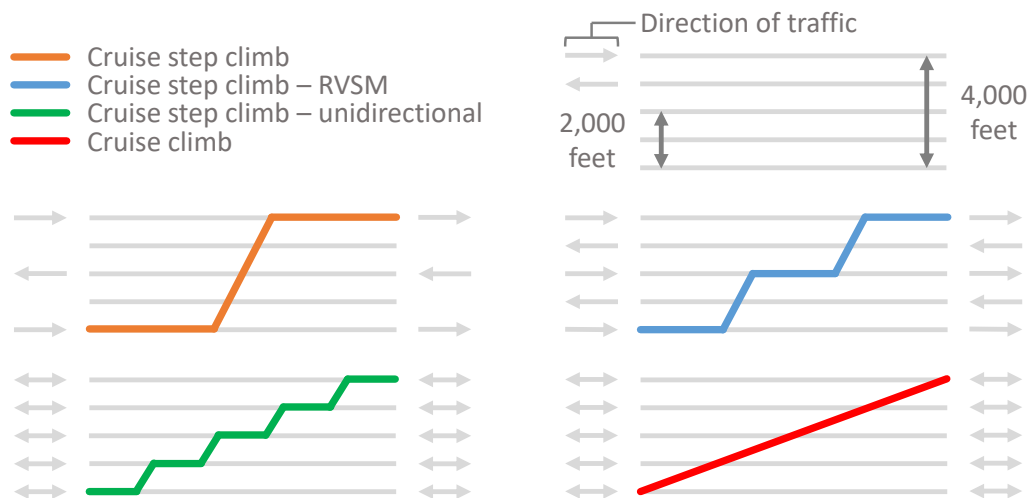 Direction of traffic
Cruise step climb
Cruise step climb – RVSM
Cruise step climb – unidirectional
Cruise climb
2,000
feet
4,000
feet